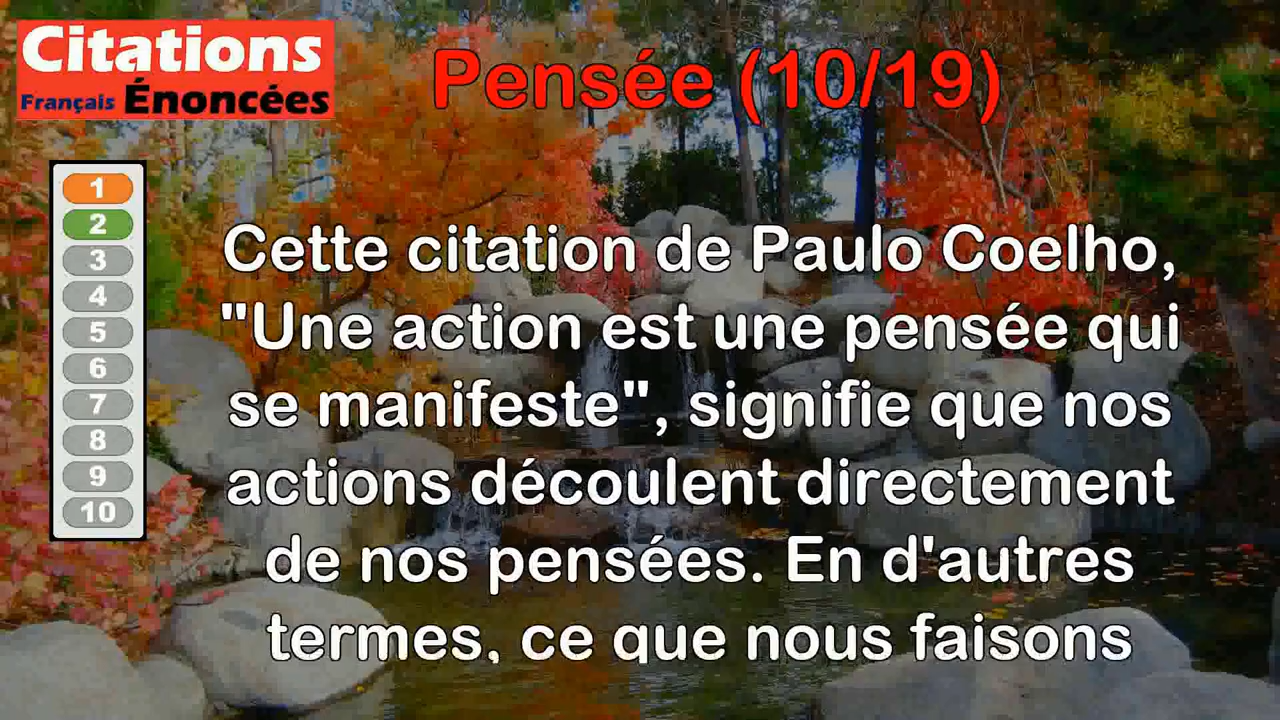 Citations
Français Énoncées
Pensée (10/19)
1
2
3
4
5
6
7
8
9
10
Cette citation de Paulo Coelho,
"Une action est une pensée qui
se manifeste", signifie que nos
actions découlent directement
de nos pensées. En d'autres
termes, ce que nous faisons